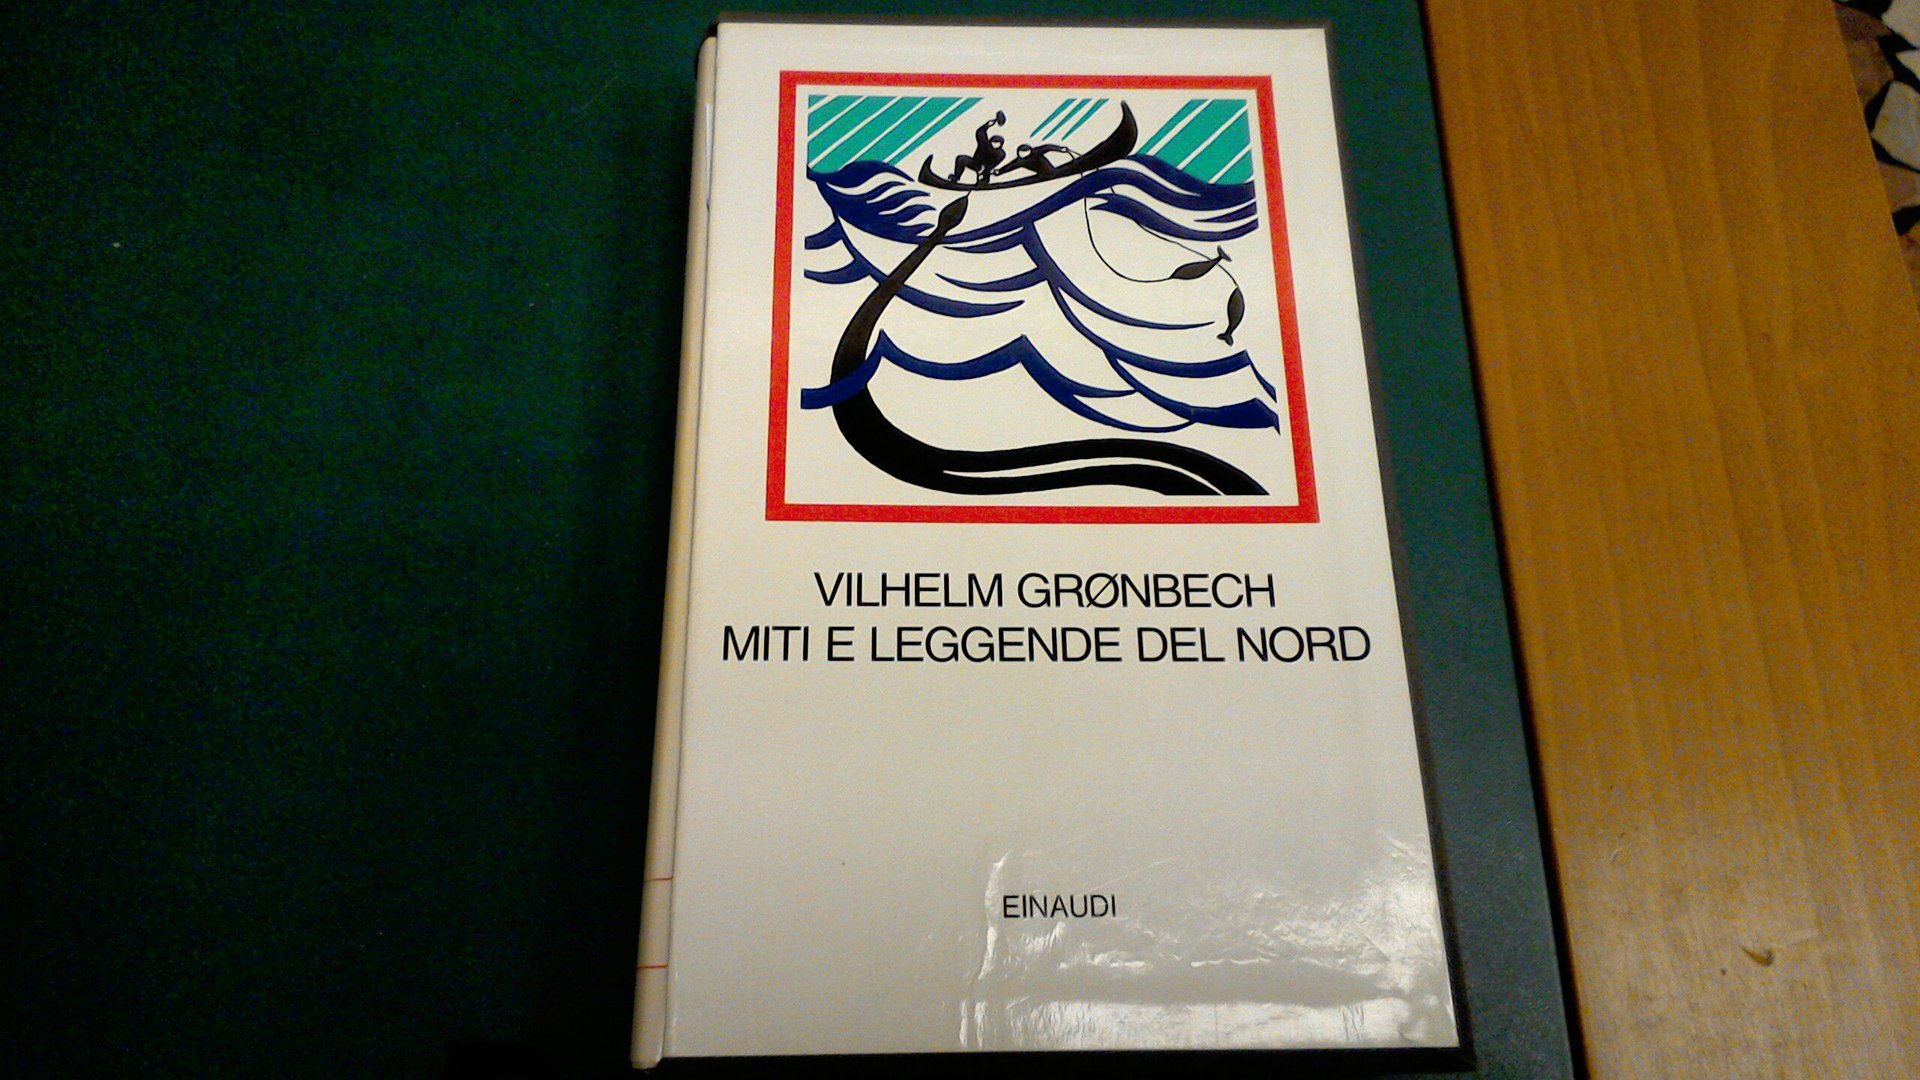 VILHELM GRØNBECH
MITI E LEGGENDE DEL NORD
EINAUDI